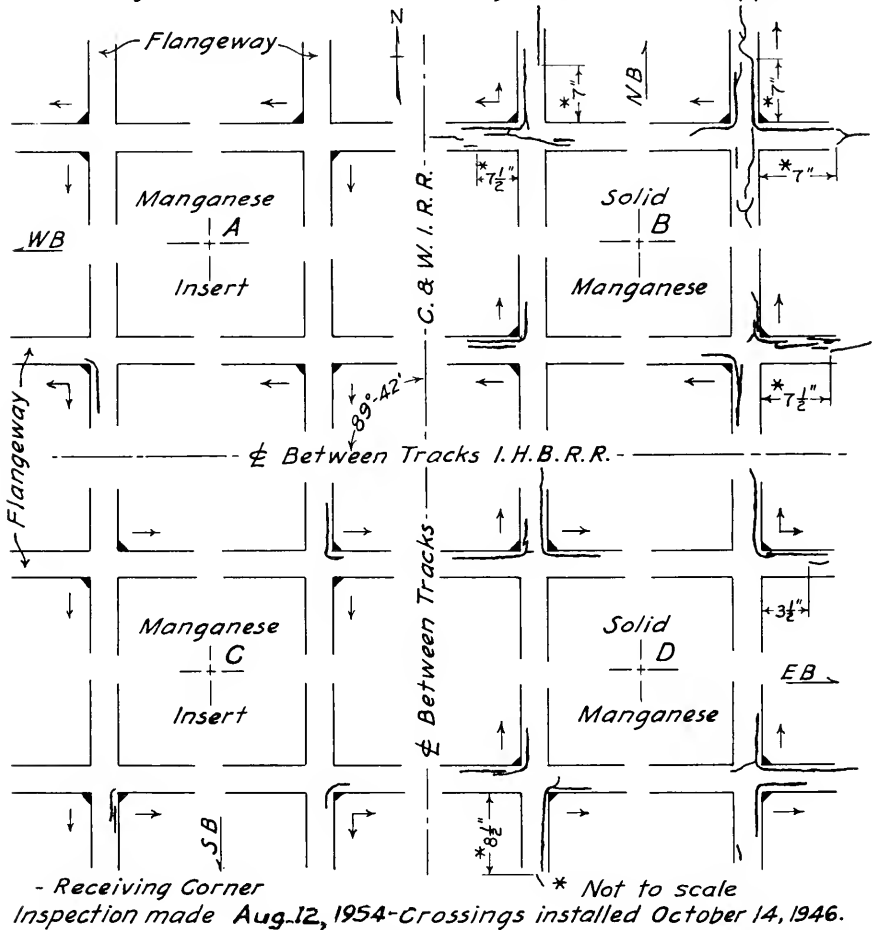 N
Flangeway
*7"
NB
*7"
*7½"
*7"
Manganese
A
Insert
WB
C. & W. I. R. R.
Solid
B
Manganese
Flangeway
89°-42'
*7½"
℄ Between Tracks I.H.B.R.R.
℄ Between Tracks
3½"
Manganese
C
Insert
Solid
D
Manganese
EB
SB
*8½"
- Receiving Corner
* Not to scale
Inspection made Aug. 12, 1954-Crossings installed October 14, 1946.